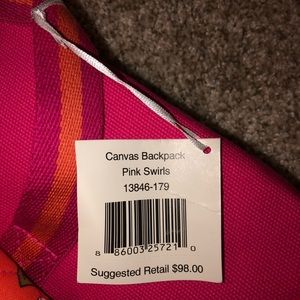 Canvas Backpack
Pink Swirls
13846-179
8 86003 25721 0
Suggested Retail $98.00